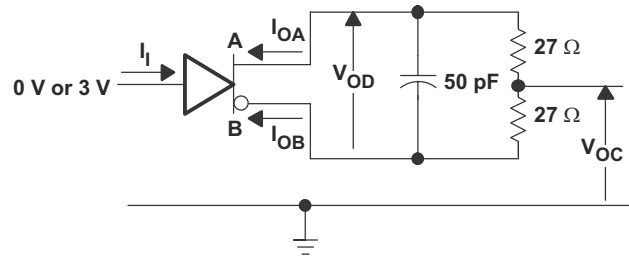 A
I_OA
I_I
0 V or 3 V
B
I_OB
V_OD
50 pF
27 Ω
27 Ω
V_OC